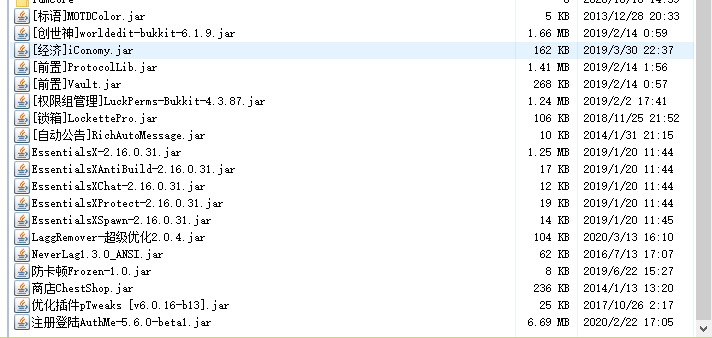 [标语]MOTDColor.jar 5 KB 2013/12/28 20:33
[创世神]worldedit-bukkit-6.1.9.jar 1.66 MB 2019/2/14 0:59
[经济]iConomy.jar 162 KB 2019/3/30 22:37
[前置]ProtocolLib.jar 1.41 MB 2019/2/14 1:56
[前置]Vault.jar 268 KB 2019/2/14 0:57
[权限组管理]LuckPerms-Bukkit-4.3.87.jar 1.24 MB 2019/2/2 17:41
[锁箱]LockettePro.jar 106 KB 2018/11/25 21:52
[自动公告]RichAutoMessage.jar 10 KB 2014/1/31 21:15
EssentialsX-2.16.0.31.jar 1.25 MB 2019/1/20 11:44
EssentialsXAntiBuild-2.16.0.31.jar 17 KB 2019/1/20 11:44
EssentialsXChat-2.16.0.31.jar 12 KB 2019/1/20 11:44
EssentialsXProtect-2.16.0.31.jar 19 KB 2019/1/20 11:44
EssentialsXSpawn-2.16.0.31.jar 14 KB 2019/1/20 11:45
LaggRemover-超级优化2.0.4.jar 104 KB 2020/3/13 16:10
NeverLag1.3.0_ANSI.jar 62 KB 2016/7/13 17:07
防卡顿Frozen-1.0.jar 8 KB 2019/6/22 15:27
商店ChestShop.jar 236 KB 2014/1/13 13:20
优化插件pTweaks [v6.0.16-b13].jar 25 KB 2017/10/26 2:17
注册登陆AuthMe-5.6.0-beta1.jar 6.69 MB 2020/2/22 17:05